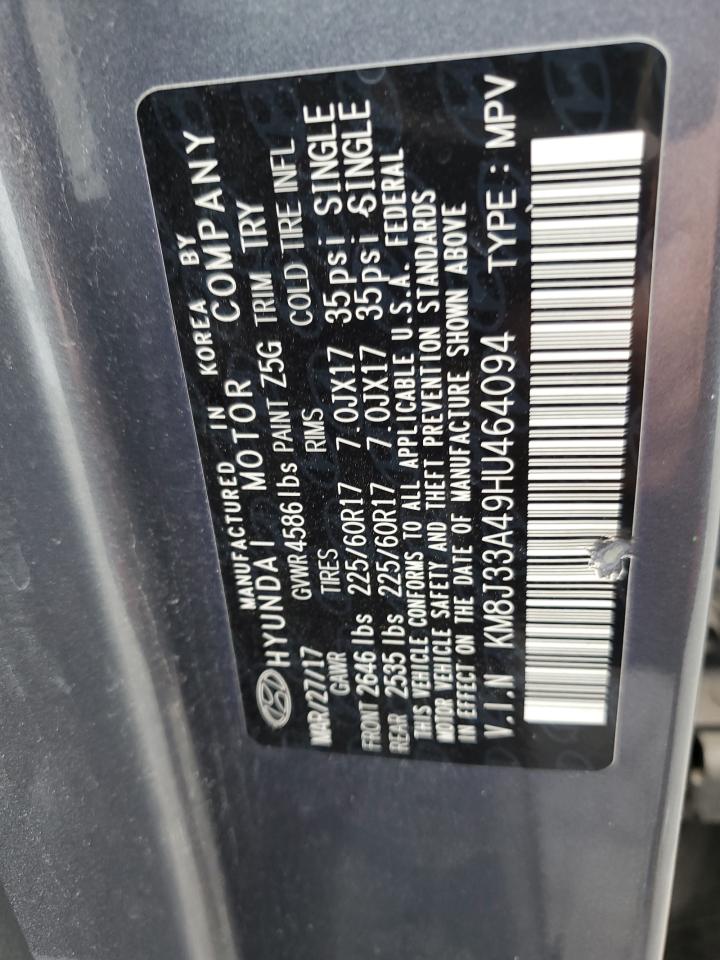 MANUFACTURED IN KOREA BY
HYUNDAI MOTOR COMPANY
MAR/27/17 GVWR 4586 lbs PAINT Z5G TRIM TRY
GAWR TIRES RIMS COLD TIRE INFL
FRONT 2646 lbs 225/60R17 7.0JX17 35psi SINGLE
REAR 2535 lbs 225/60R17 7.0JX17 35psi SINGLE
THIS VEHICLE CONFORMS TO ALL APPLICABLE U.S.A. FEDERAL
MOTOR VEHICLE SAFETY AND THEFT PREVENTION STANDARDS
IN EFFECT ON THE DATE OF MANUFACTURE SHOWN ABOVE
V.I.N KM8J33A49HU464094 TYPE : MPV